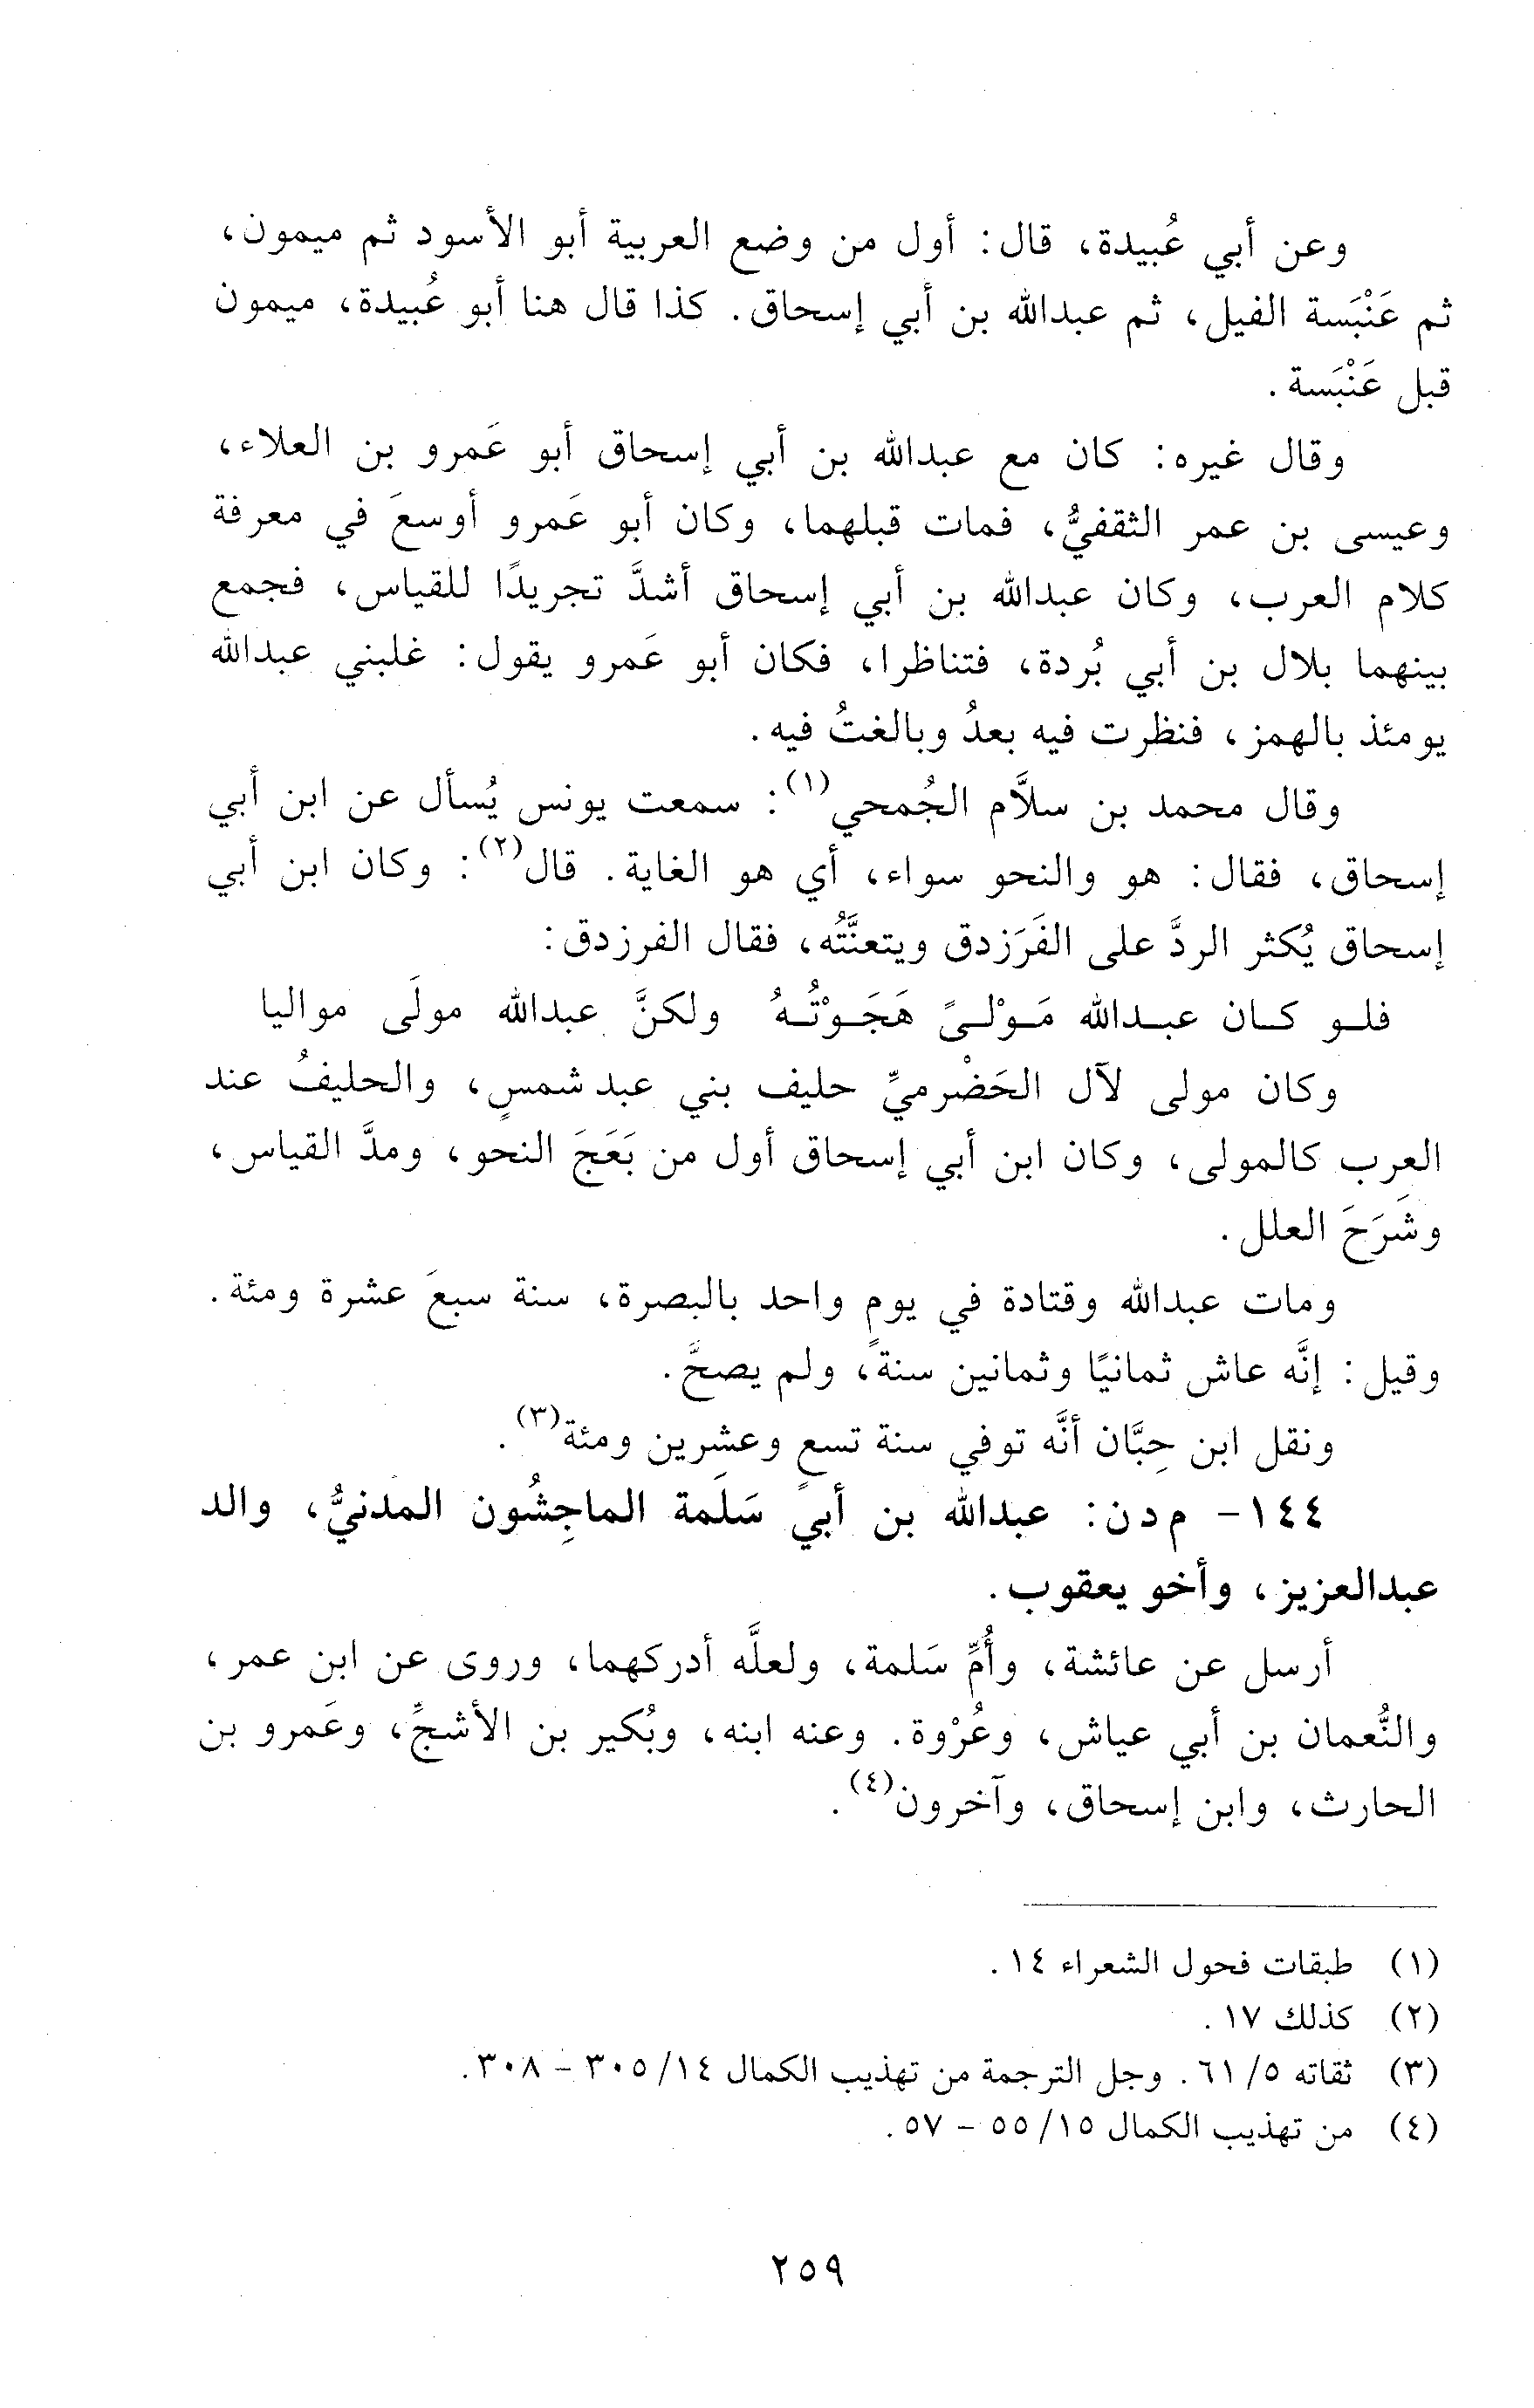 وعن أبي عُبيدة، قال: أول من وضع العربية أبو الأسود ثم ميمون،
ثم عَنْبَسة الفيل، ثم عبدالله بن أبي إسحاق. كذا قال هنا أبو عُبيدة، ميمون
قبل عَنْبَسة.
وقال غيره: كان مع عبدالله بن أبي إسحاق أبو عَمرو بن العلاء،
وعيسى بن عمر الثقفيُّ، فمات قبلهما، وكان أبو عَمرو أوسعَ في معرفة
كلام العرب، وكان عبدالله بن أبي إسحاق أشدَّ تجريدًا للقياس، فجمع
بينهما بلال بن أبي بُردة، فتناظرا، فكان أبو عَمرو يقول: غلبني عبدالله
يومئذ بالهمز، فنظرت فيه بعدُ وبالغتُ فيه.
وقال محمد بن سلاَّم الجُمحي(١): سمعت يونس يُسأل عن ابن أبي
إسحاق، فقال: هو والنحو سواء، أي هو الغاية. قال(٢): وكان ابن أبي
إسحاق يُكثر الردَّ على الفَرَزدق ويتعنَّتُه، فقال الفرزدق:
فلـو كـان عبـدالله مَـوْلـىً هَجَـوْتُـهُ ولكنَّ عبدالله مولَى مواليا
وكان مولى لآل الحَضْرميِّ حليف بني عبد شمسٍ، والحليفُ عند
العرب كالمولى، وكان ابن أبي إسحاق أول من بَعَجَ النحو، ومدَّ القياس،
وشَرَحَ العلل.
ومات عبدالله وقتادة في يومٍ واحد بالبصرة، سنة سبعَ عشرة ومئة.
وقيل: إنَّه عاش ثمانيًا وثمانين سنةً، ولم يصحَّ.
ونقل ابن حِبَّان أنَّه توفي سنة تسعٍ وعشرين ومئة(٣).
١٤٤- م د ن: عبدالله بن أبي سَلَمة الماجِشُون المدنيُّ، والد
عبدالعزيز، وأخو يعقوب.
أرسل عن عائشة، وأُمِّ سَلمة، ولعلَّه أدركهما، وروى عن ابن عمر،
والنُّعمان بن أبي عياش، وعُرْوة. وعنه ابنه، وبُكير بن الأشجِّ، وعَمرو بن
الحارث، وابن إسحاق، وآخرون(٤).
(١) طبقات فحول الشعراء ١٤.
(٢) كذلك ١٧.
(٣) ثقاته ٥/ ٦١. وجل الترجمة من تهذيب الكمال ١٤/ ٣٠٥ - ٣٠٨.
(٤) من تهذيب الكمال ١٥/ ٥٥ - ٥٧.
٢٥٩